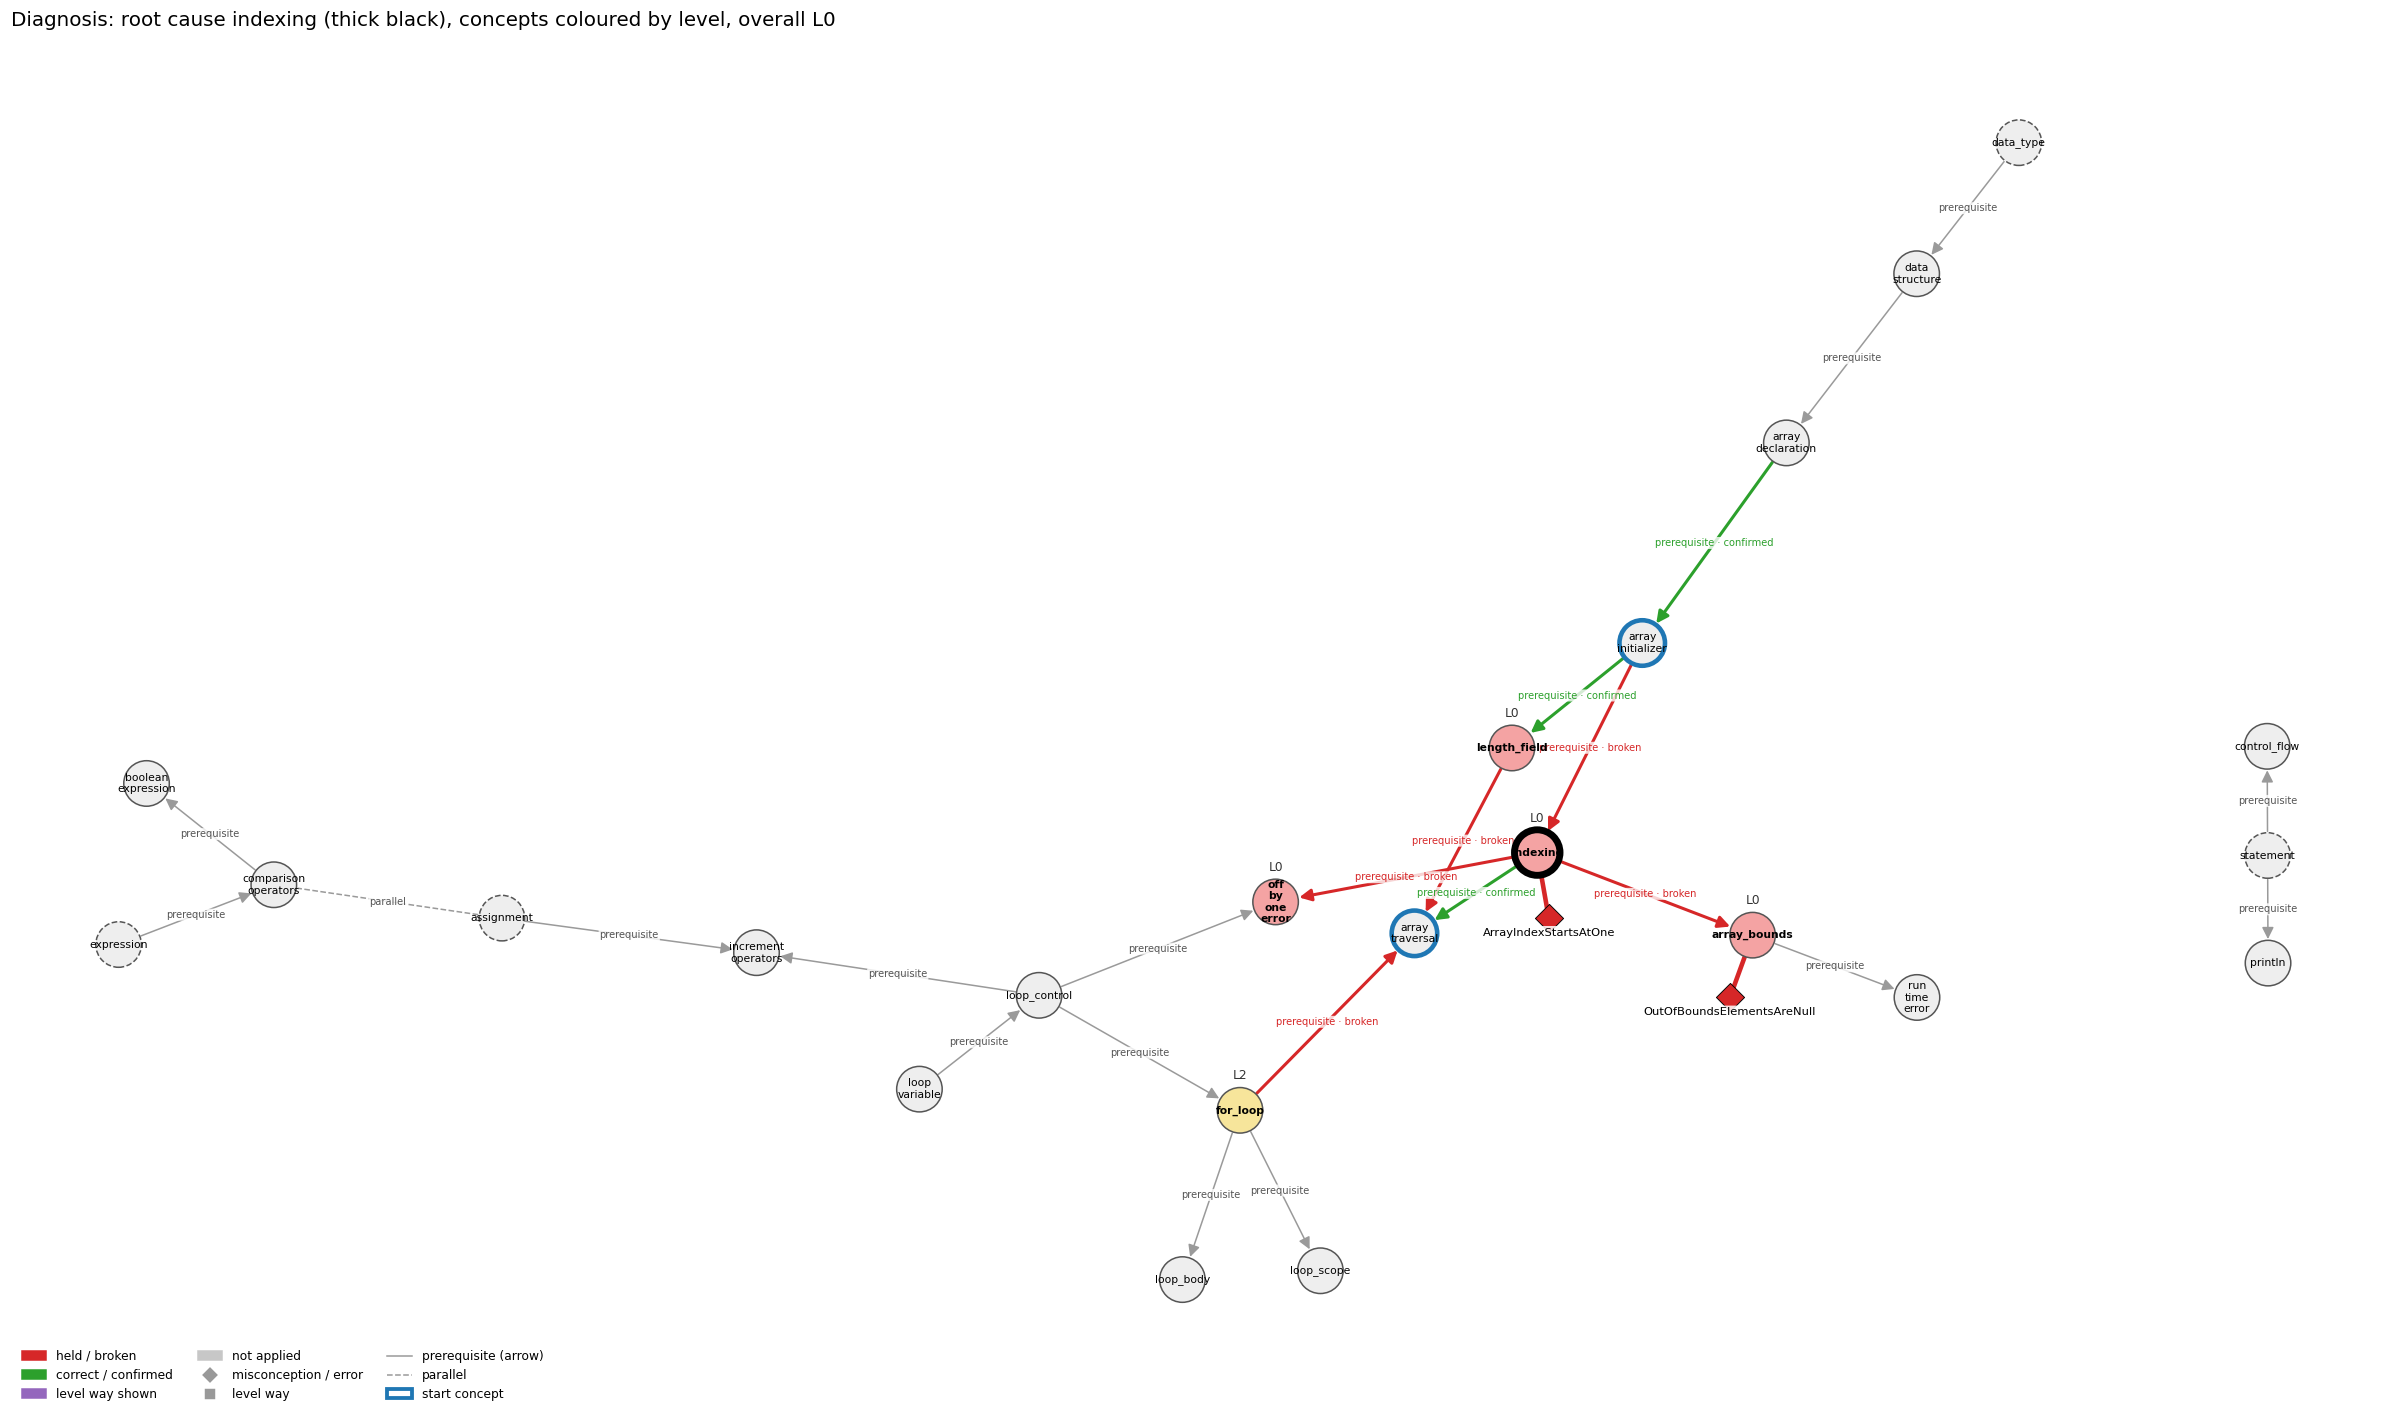 Diagnosis: root cause indexing (thick black), concepts coloured by level, overall L0
data_type
prerequisite
data
structure
prerequisite
array
declaration
prerequisite · confirmed
array
initializer
prerequisite · confirmed
L0
length_field
prerequisite · broken
control_flow
prerequisite
statement
prerequisite
println
boolean
expression
prerequisite
comparison
operators
prerequisite
expression
parallel
assignment
prerequisite
increment
operators
prerequisite
loop_control
prerequisite
prerequisite
loop
variable
prerequisite
L0
off
by
one
error
prerequisite · broken
prerequisite · broken
L0
indexing
prerequisite · confirmed
array
traversal
ArrayIndexStartsAtOne
prerequisite · broken
L0
array_bounds
prerequisite
OutOfBoundsElementsAreNull
run
time
error
prerequisite · broken
L2
for_loop
prerequisite
prerequisite
loop_body
loop_scope
held / broken
correct / confirmed
level way shown
not applied
misconception / error
level way
prerequisite (arrow)
parallel
start concept